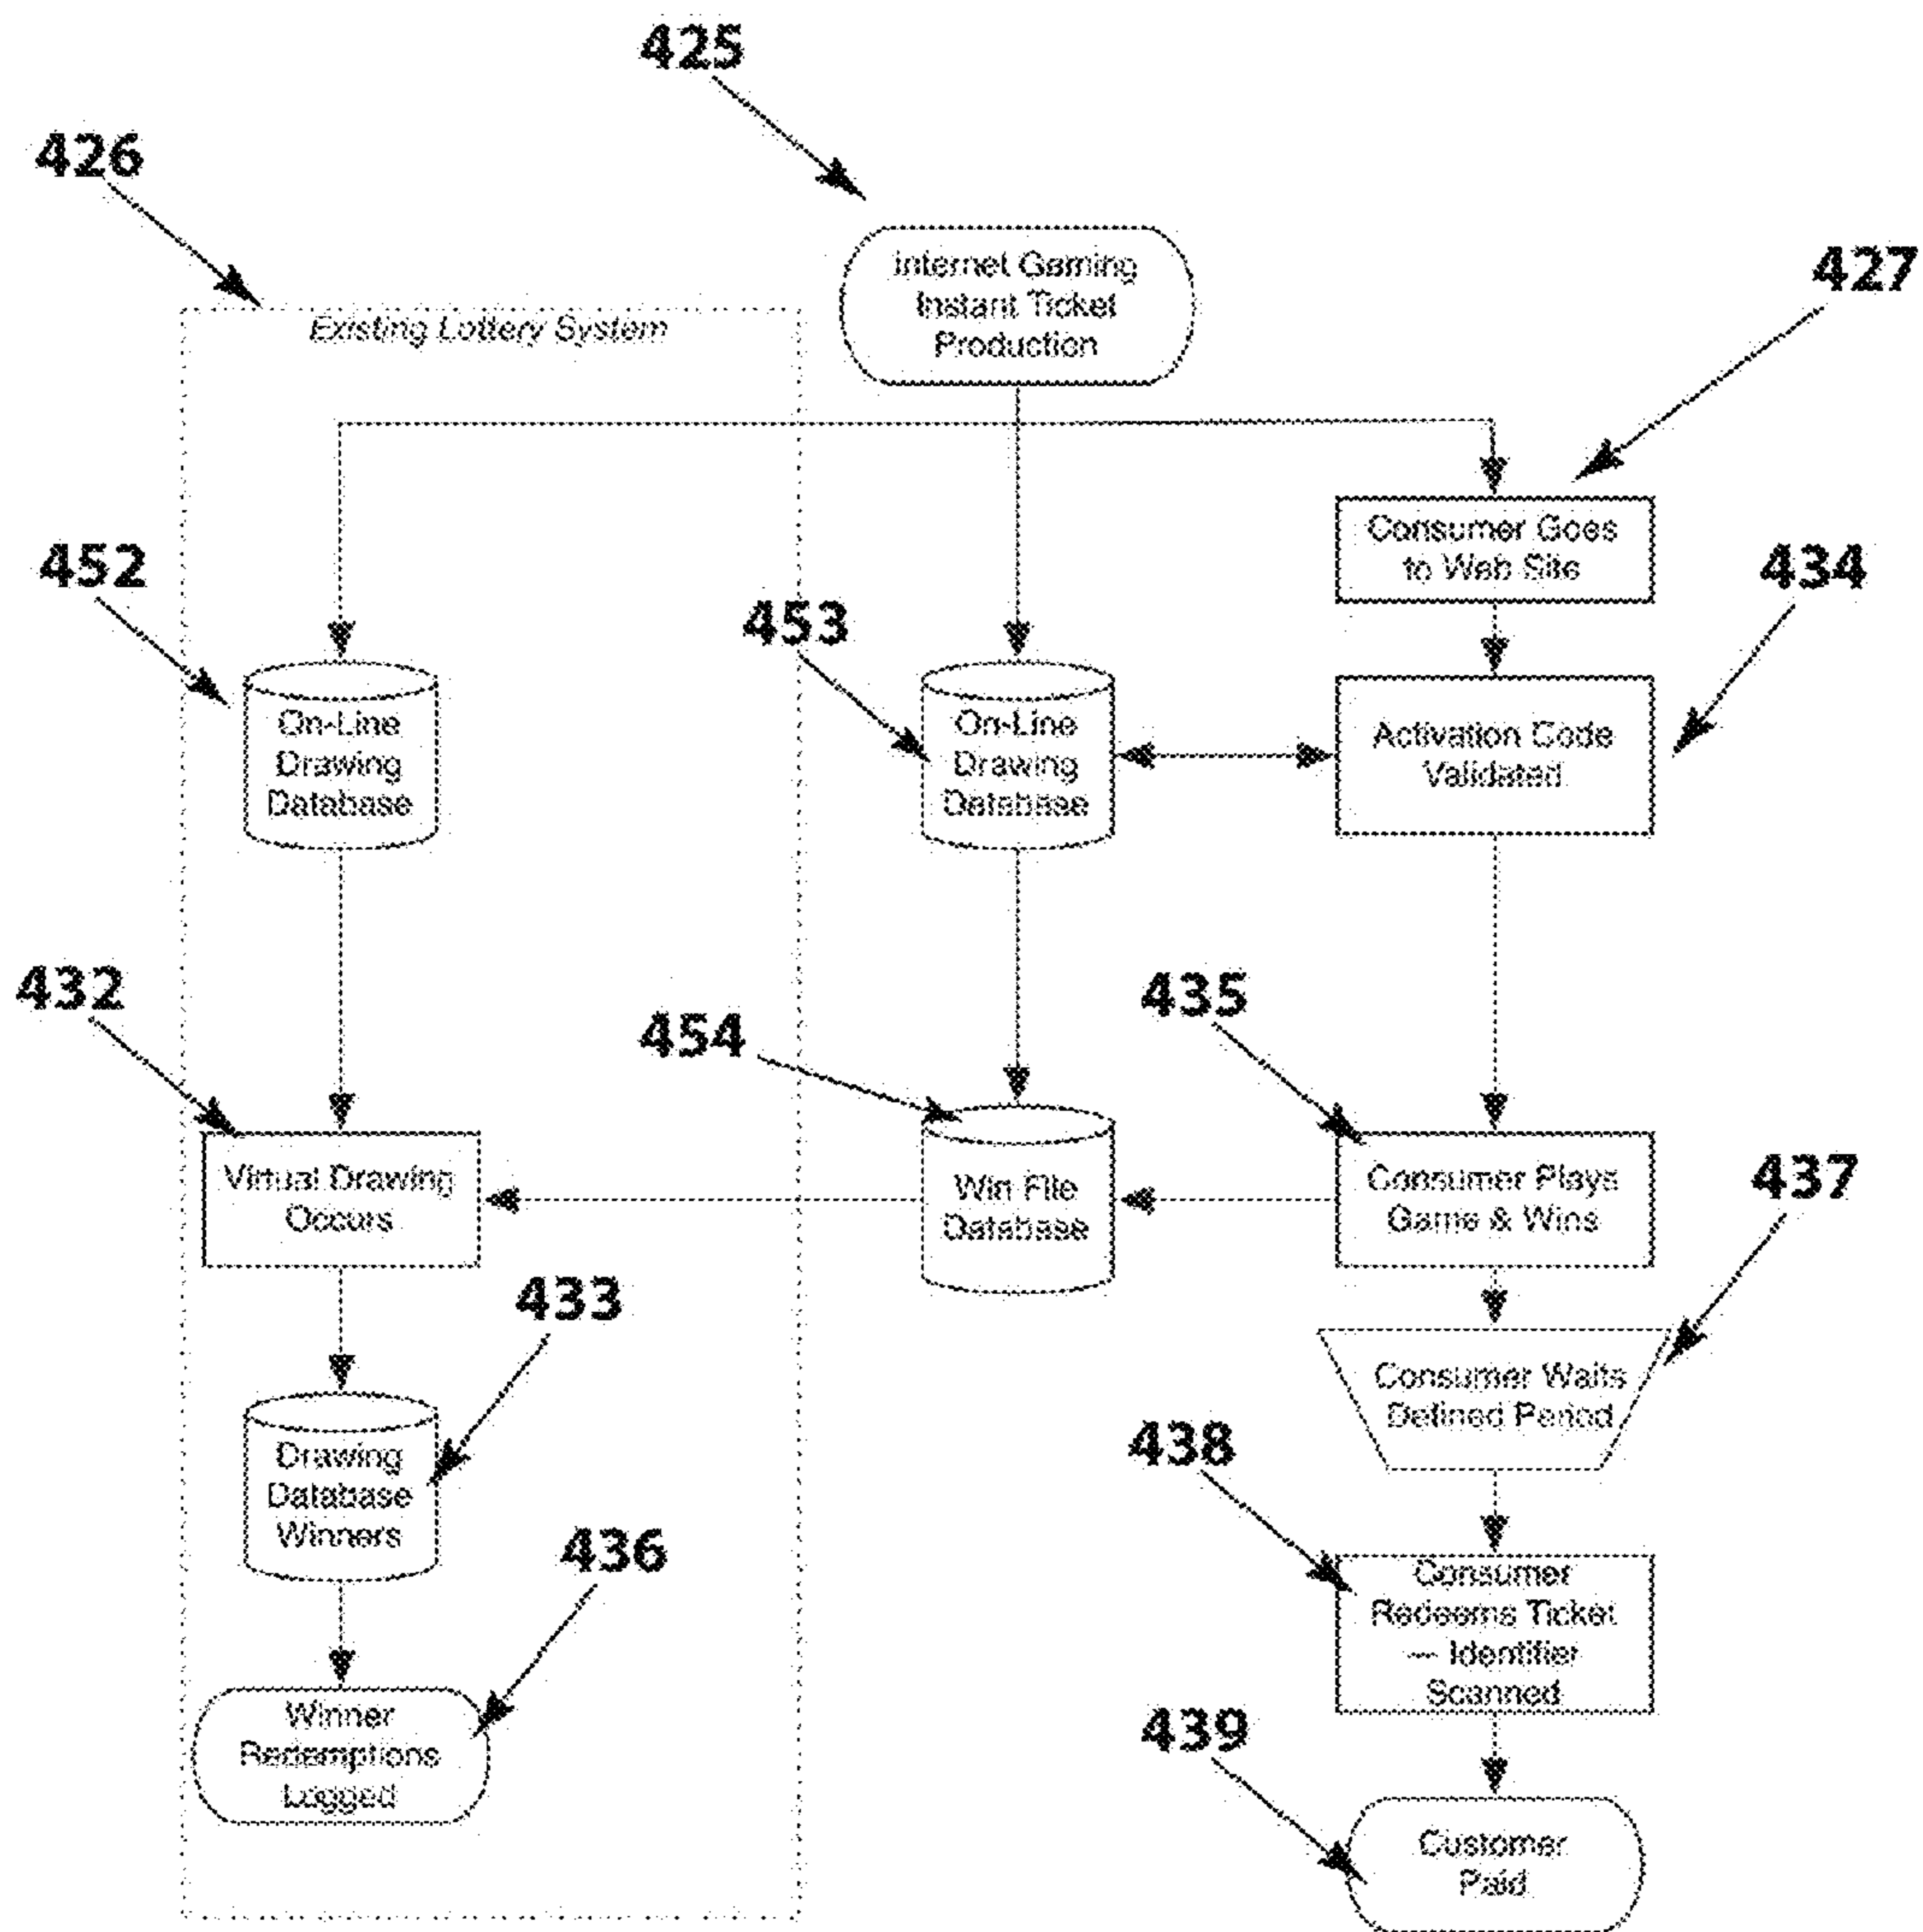 425
426
Internet Gaming
Instant Ticket
Production
427
Existing Lottery System
Consumer Goes
to Web Site
452
434
453
On-Line
Drawing
Database
On-Line
Drawing
Database
Activation Code
Validated
432
435
454
Virtual Drawing
Occurs
Win File
Database
Consumer Plays
Game & Wins
437
433
Consumer Waits
Defined Period
438
Drawing
Database
Winners
436
Consumer
Redeems Ticket
— Identifier
Scanned
Winner
Redemptions
Logged
439
Customer
Paid